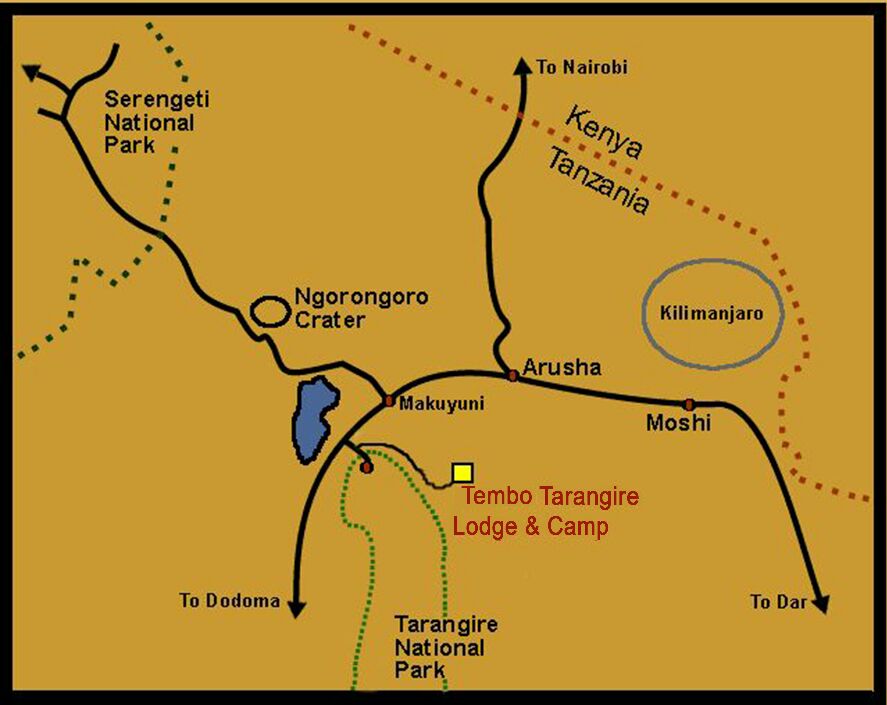 To Nairobi
Serengeti
National
Park
Kenya
Tanzania
Ngorongoro
Crater
Kilimanjaro
Arusha
Makuyuni
Moshi
Tembo Tarangire
Lodge & Camp
To Dodoma
To Dar
Tarangire
National
Park